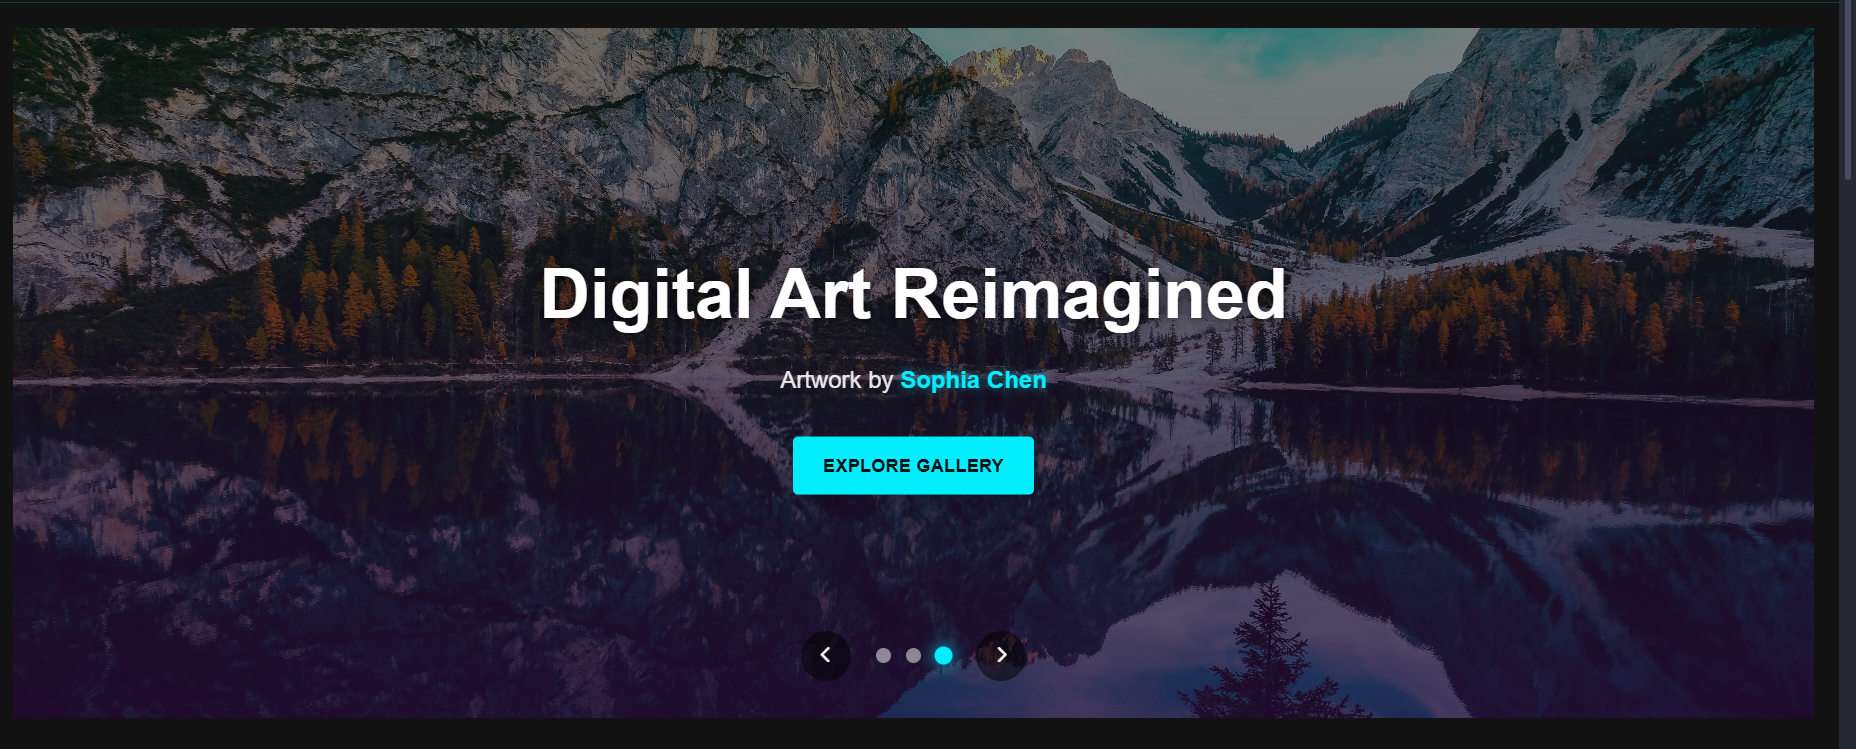 Digital Art Reimagined
Artwork by Sophia Chen
EXPLORE GALLERY